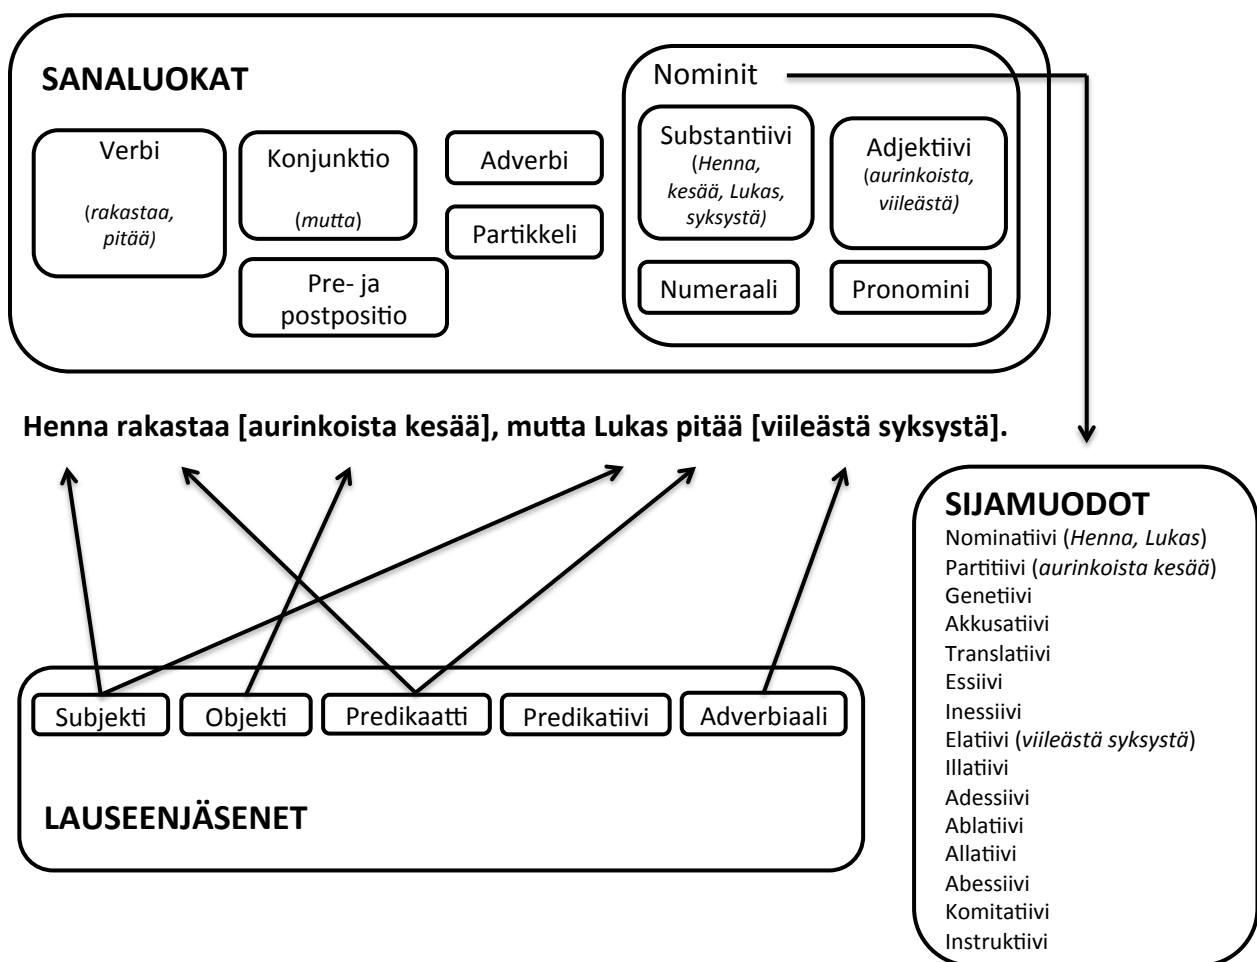 SANALUOKAT
Verbi
(rakastaa,
pitää)
Konjunktio
(mutta)
Pre- ja
postpositio
Adverbi
Partikkeli
Nominit
Substantiivi
(Henna,
kesää, Lukas,
syksystä)
Adjektiivi
(aurinkoista,
viileästä)
Numeraali
Pronomini
Henna rakastaa [aurinkoista kesää], mutta Lukas pitää [viileästä syksystä].
Subjekti
Objekti
Predikaatti
Predikatiivi
Adverbiaali
LAUSEENJÄSENET
SIJAMUODOT
Nominatiivi (Henna, Lukas)
Partitiivi (aurinkoista kesää)
Genetiivi
Akkusatiivi
Translatiivi
Essiivi
Inessiivi
Elatiivi (viileästä syksystä)
Illatiivi
Adessiivi
Ablatiivi
Allatiivi
Abessiivi
Komitatiivi
Instruktiivi